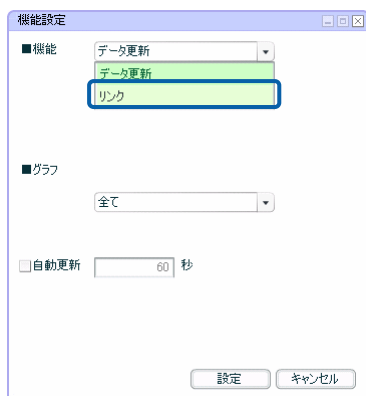 機能設定
■機能 データ更新
データ更新
リンク
■グラフ
全て
自動更新 60 秒
設定 キャンセル